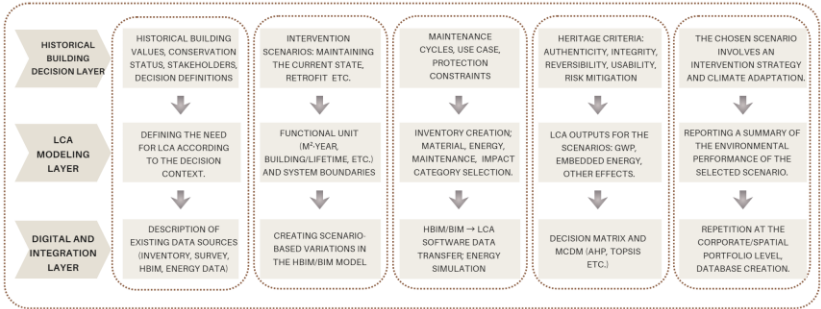 HISTORICAL
BUILDING
DECISION LAYER
HISTORICAL BUILDING
VALUES, CONSERVATION
STATUS, STAKEHOLDERS,
DECISION DEFINITIONS
INTERVENTION
SCENARIOS: MAINTAINING
THE CURRENT STATE,
RETROFIT ETC.
MAINTENANCE
CYCLES, USE CASE,
PROTECTION
CONSTRAINTS
HERITAGE CRITERIA:
AUTHENTICITY, INTEGRITY,
REVERSIBILITY, USABILITY,
RISK MITIGATION
THE CHOSEN SCENARIO
INVOLVES AN
INTERVENTION STRATEGY
AND CLIMATE ADAPTATION.
LCA
MODELING
LAYER
DEFINING THE NEED
FOR LCA ACCORDING
TO THE DECISION
CONTEXT.
FUNCTIONAL UNIT
(M²·YEAR,
BUILDING/LIFETIME, ETC.)
AND SYSTEM BOUNDARIES
INVENTORY CREATION;
MATERIAL, ENERGY,
MAINTENANCE, IMPACT
CATEGORY SELECTION.
LCA OUTPUTS FOR THE
SCENARIOS: GWP,
EMBEDDED ENERGY,
OTHER EFFECTS.
REPORTING A SUMMARY OF
THE ENVIRONMENTAL
PERFORMANCE OF THE
SELECTED SCENARIO.
DIGITAL AND
INTEGRATION
LAYER
DESCRIPTION OF
EXISTING DATA SOURCES
(INVENTORY, SURVEY,
HBIM, ENERGY DATA)
CREATING SCENARIO-
BASED VARIATIONS IN
THE HBIM/BIM MODEL
HBIM/BIM → LCA
SOFTWARE DATA
TRANSFER; ENERGY
SIMULATION
DECISION MATRIX AND
MCDM (AHP, TOPSIS
ETC.)
REPETITION AT THE
CORPORATE/SPATIAL
PORTFOLIO LEVEL,
DATABASE CREATION.